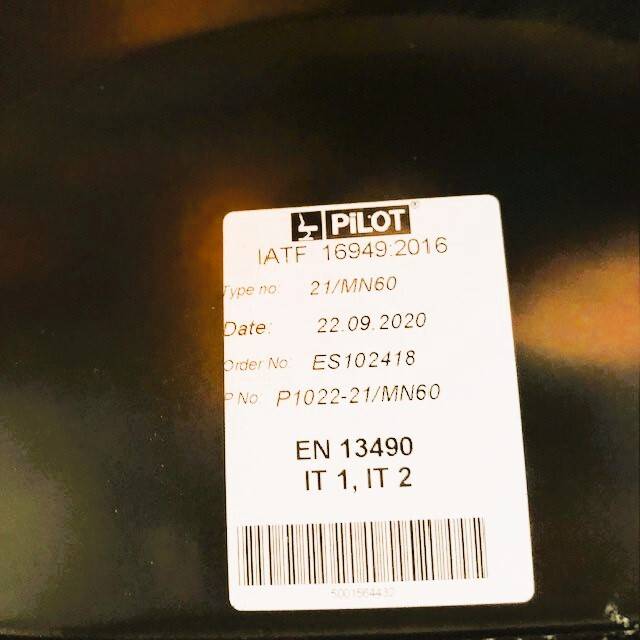 PiLOT
IATF 16949:2016
Type no: 21/MN60
Date: 22.09.2020
Order No: ES102418
P No: P1022-21/MN60
EN 13490
IT 1, IT 2
5001564432